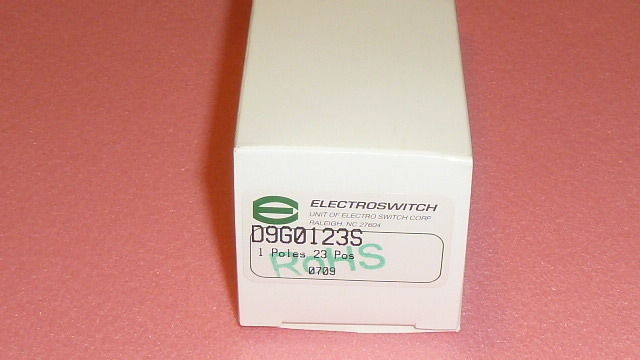 ELECTROSWITCH
UNIT OF ELECTRO SWITCH CORP
RALEIGH, NC 27604
D9G0123S
1 Poles 23 Pos
RoHS
0709